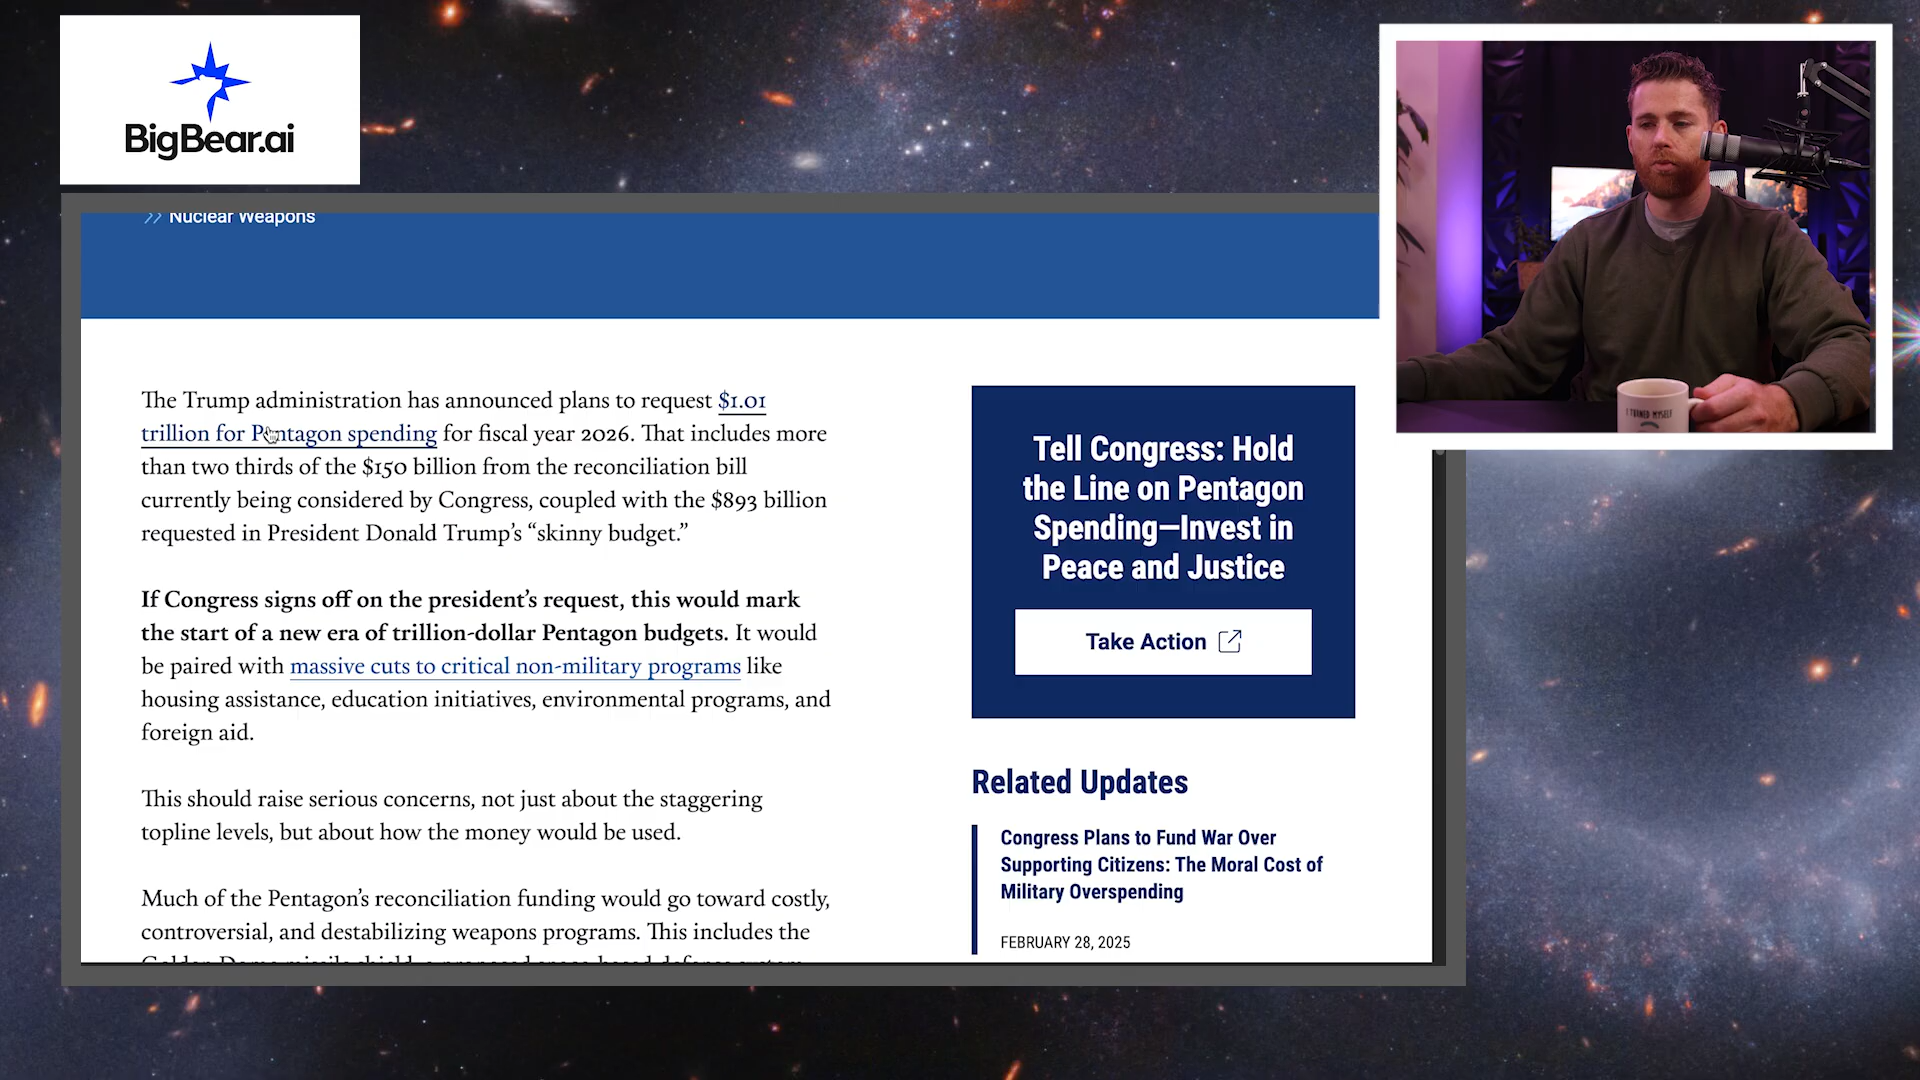 BigBear.ai
Nuclear Weapons
The Trump administration has announced plans to request $1.01
trillion for Pentagon spending for fiscal year 2026. That includes more
than two thirds of the $150 billion from the reconciliation bill
currently being considered by Congress, coupled with the $893 billion
requested in President Donald Trump's “skinny budget.”
If Congress signs off on the president's request, this would mark
the start of a new era of trillion-dollar Pentagon budgets. It would
be paired with massive cuts to critical non-military programs like
housing assistance, education initiatives, environmental programs, and
foreign aid.
This should raise serious concerns, not just about the staggering
topline levels, but about how the money would be used.
Much of the Pentagon's reconciliation funding would go toward costly,
controversial, and destabilizing weapons programs. This includes the
Tell Congress: Hold
the Line on Pentagon
Spending—Invest in
Peace and Justice
Take Action
Related Updates
Congress Plans to Fund War Over
Supporting Citizens: The Moral Cost of
Military Overspending
FEBRUARY 28, 2025
I TURNED MYSELF